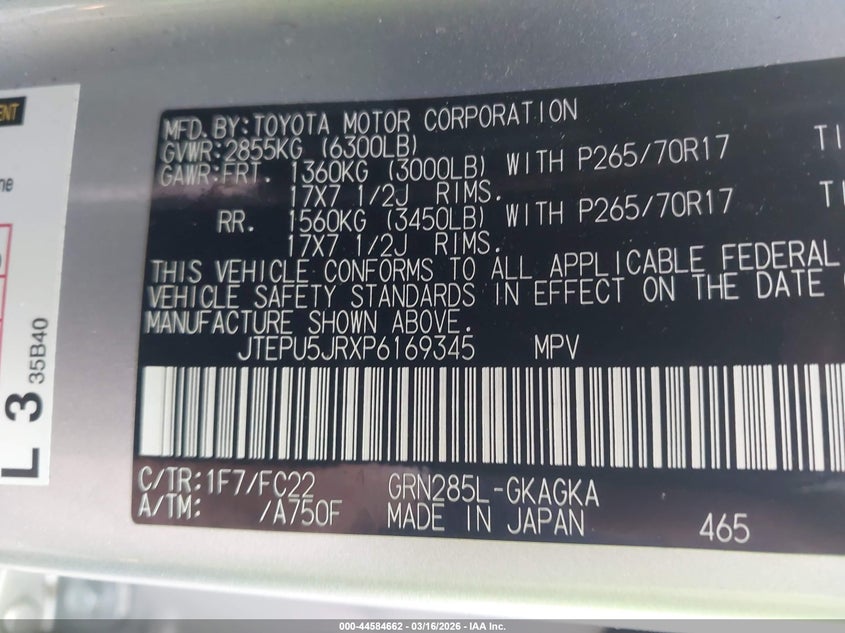 ENT
MFD.BY:TOYOTA MOTOR CORPORATION
GVWR:2855KG (6300LB)
GAWR:FRT. 1360KG (3000LB) WITH P265/70R17 TI
17X7 1/2J RIMS.
RR. 1560KG (3450LB) WITH P265/70R17 TI
17X7 1/2J RIMS.
THIS VEHICLE CONFORMS TO ALL APPLICABLE FEDERAL
VEHICLE SAFETY STANDARDS IN EFFECT ON THE DATE
MANUFACTURE SHOWN ABOVE.
JTEPU5JRXP6169345 MPV
C/TR:1F7/FC22 GRN285L-GKAGKA
A/TM: /A750F MADE IN JAPAN 465
L 3 35B40
000-44584662 - 03/16/2026 - IAA Inc.